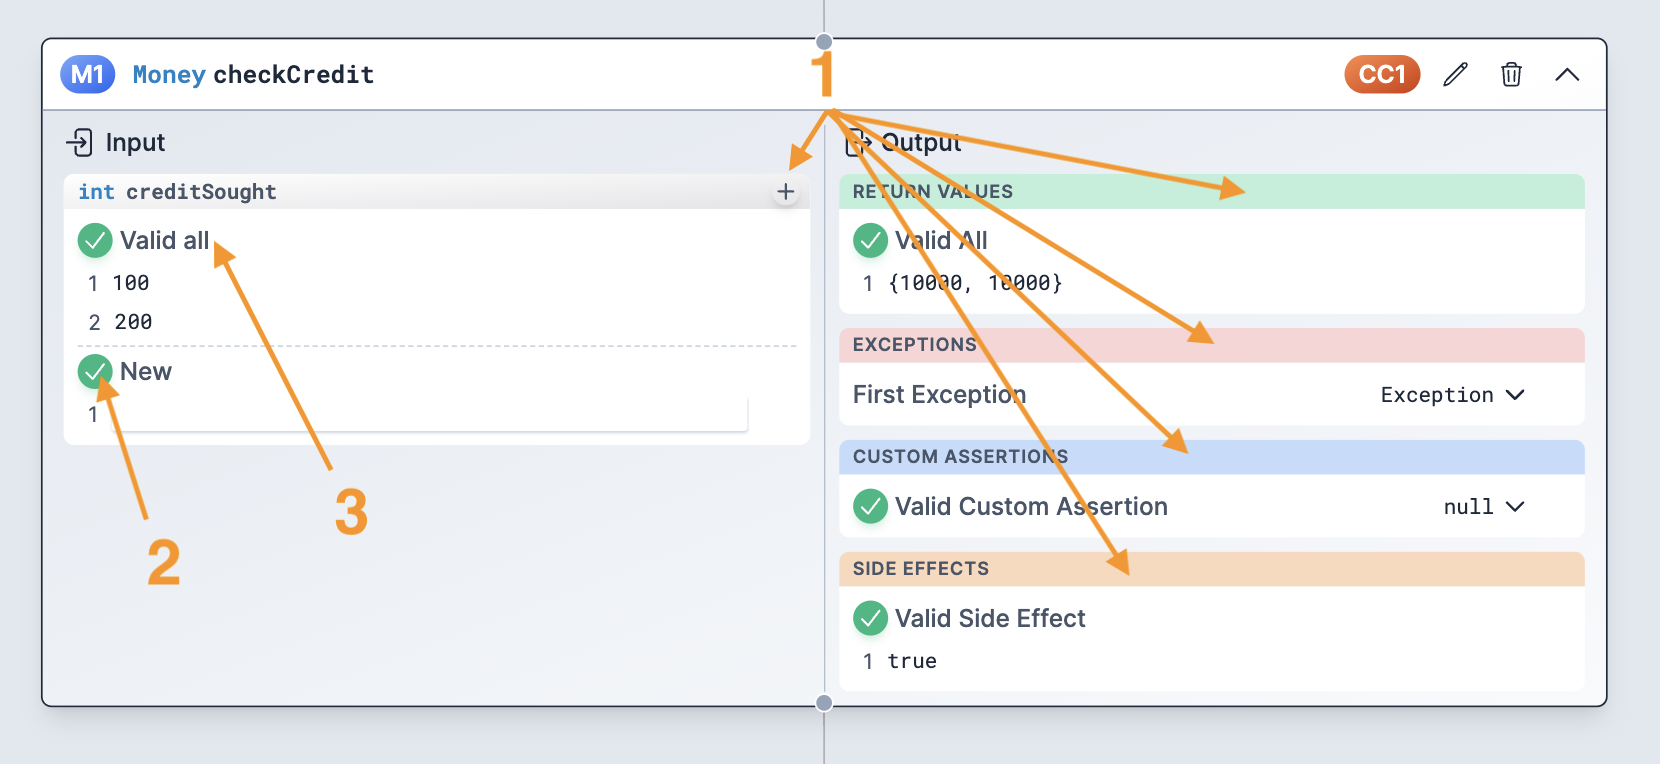 M1 Money checkCredit
CC1
1
Input
int creditSought
Valid all
1 100
2 200
New
1
2
3
Output
RETURN VALUES
Valid All
1 {10000, 10000}
EXCEPTIONS
First Exception Exception
CUSTOM ASSERTIONS
Valid Custom Assertion null
SIDE EFFECTS
Valid Side Effect
1 true